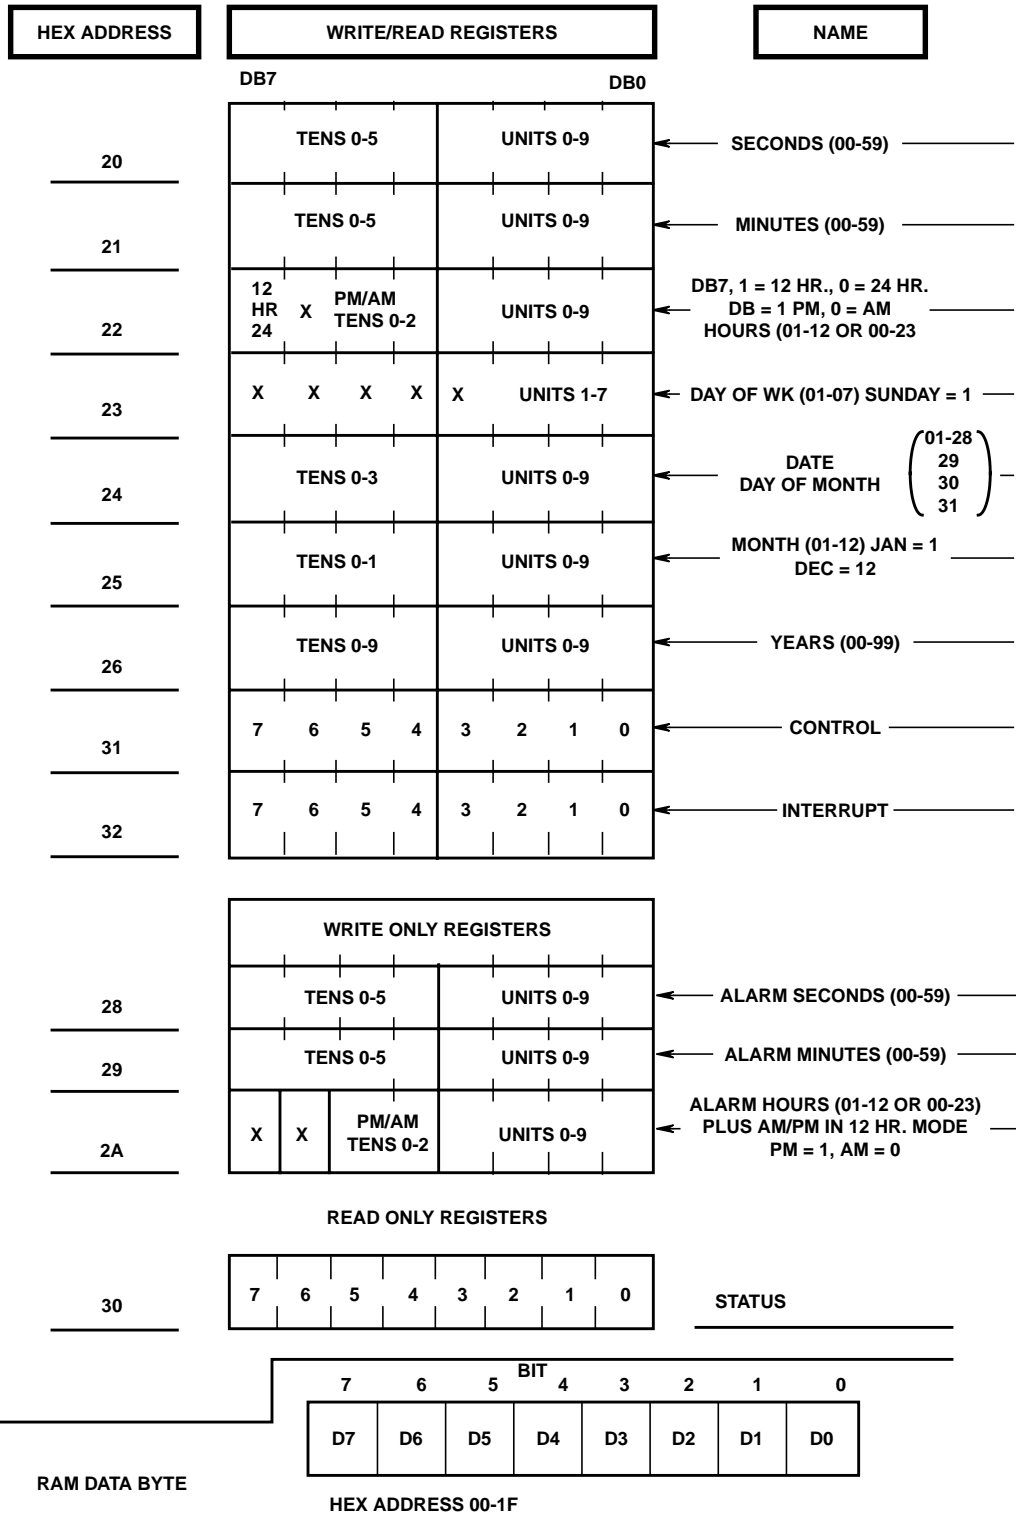 HEX ADDRESS WRITE/READ REGISTERS NAME
DB7 DB0
20 TENS 0-5 UNITS 0-9 SECONDS (00-59)
21 TENS 0-5 UNITS 0-9 MINUTES (00-59)
22
12
HR
24
X
PM/AM
TENS 0-2
UNITS 0-9
DB7, 1 = 12 HR., 0 = 24 HR.
DB = 1 PM, 0 = AM
HOURS (01-12 OR 00-23
23 X X X X X UNITS 1-7 DAY OF WK (01-07) SUNDAY = 1
24 TENS 0-3 UNITS 0-9
DATE
DAY OF MONTH
01-28
29
30
31
25 TENS 0-1 UNITS 0-9
MONTH (01-12) JAN = 1
DEC = 12
26 TENS 0-9 UNITS 0-9 YEARS (00-99)
31 7 6 5 4 3 2 1 0 CONTROL
32 7 6 5 4 3 2 1 0 INTERRUPT
WRITE ONLY REGISTERS
28 TENS 0-5 UNITS 0-9 ALARM SECONDS (00-59)
29 TENS 0-5 UNITS 0-9 ALARM MINUTES (00-59)
2A X X
PM/AM
TENS 0-2
UNITS 0-9
ALARM HOURS (01-12 OR 00-23)
PLUS AM/PM IN 12 HR. MODE
PM = 1, AM = 0
READ ONLY REGISTERS
30 7 6 5 4 3 2 1 0 STATUS
BIT
7 6 5 4 3 2 1 0
D7 D6 D5 D4 D3 D2 D1 D0
RAM DATA BYTE
HEX ADDRESS 00-1F